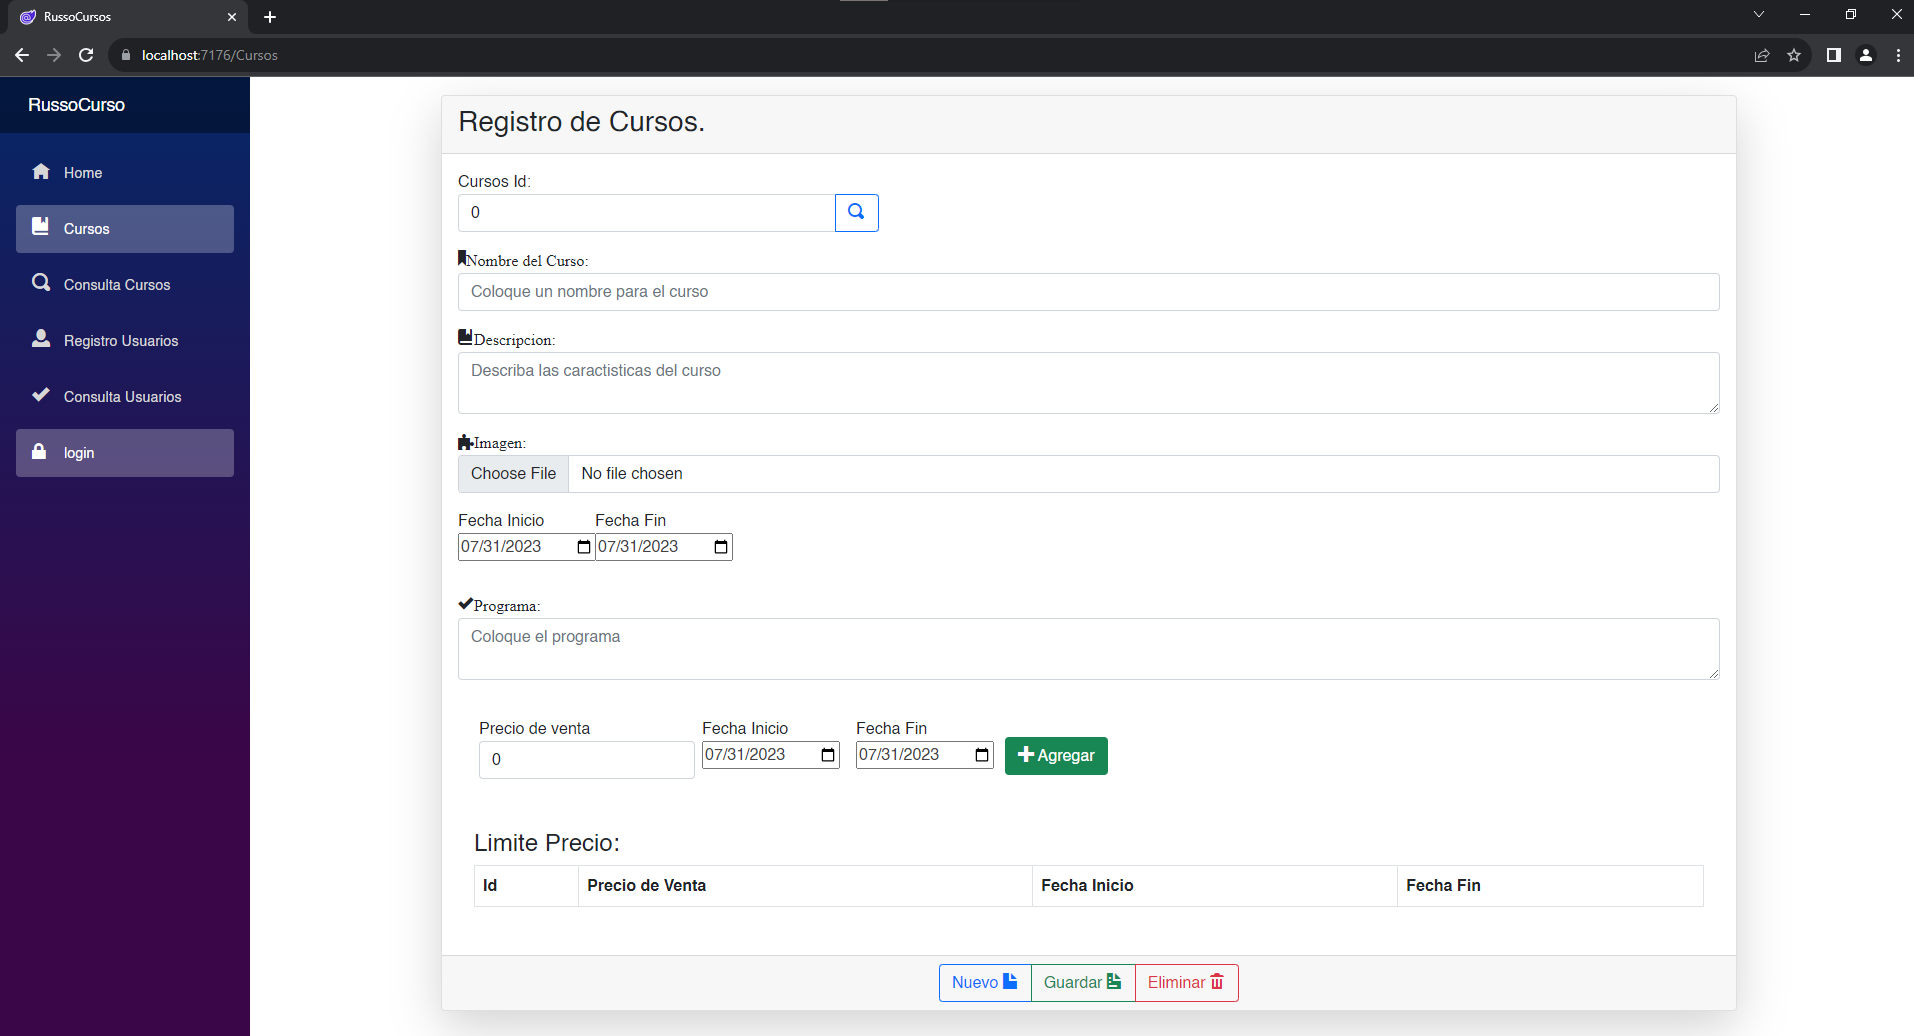 RussoCursos
localhost:7176/Cursos
RussoCurso
Home
Cursos
Consulta Cursos
Registro Usuarios
Consulta Usuarios
login
Registro de Cursos.
Cursos Id:
0
Nombre del Curso:
Coloque un nombre para el curso
Descripcion:
Describa las caractisticas del curso
Imagen:
Choose File No file chosen
Fecha Inicio Fecha Fin
07/31/2023 07/31/2023
Programa:
Coloque el programa
Precio de venta Fecha Inicio Fecha Fin
0 07/31/2023 07/31/2023 Agregar
Limite Precio:
Id Precio de Venta Fecha Inicio Fecha Fin
Nuevo Guardar Eliminar